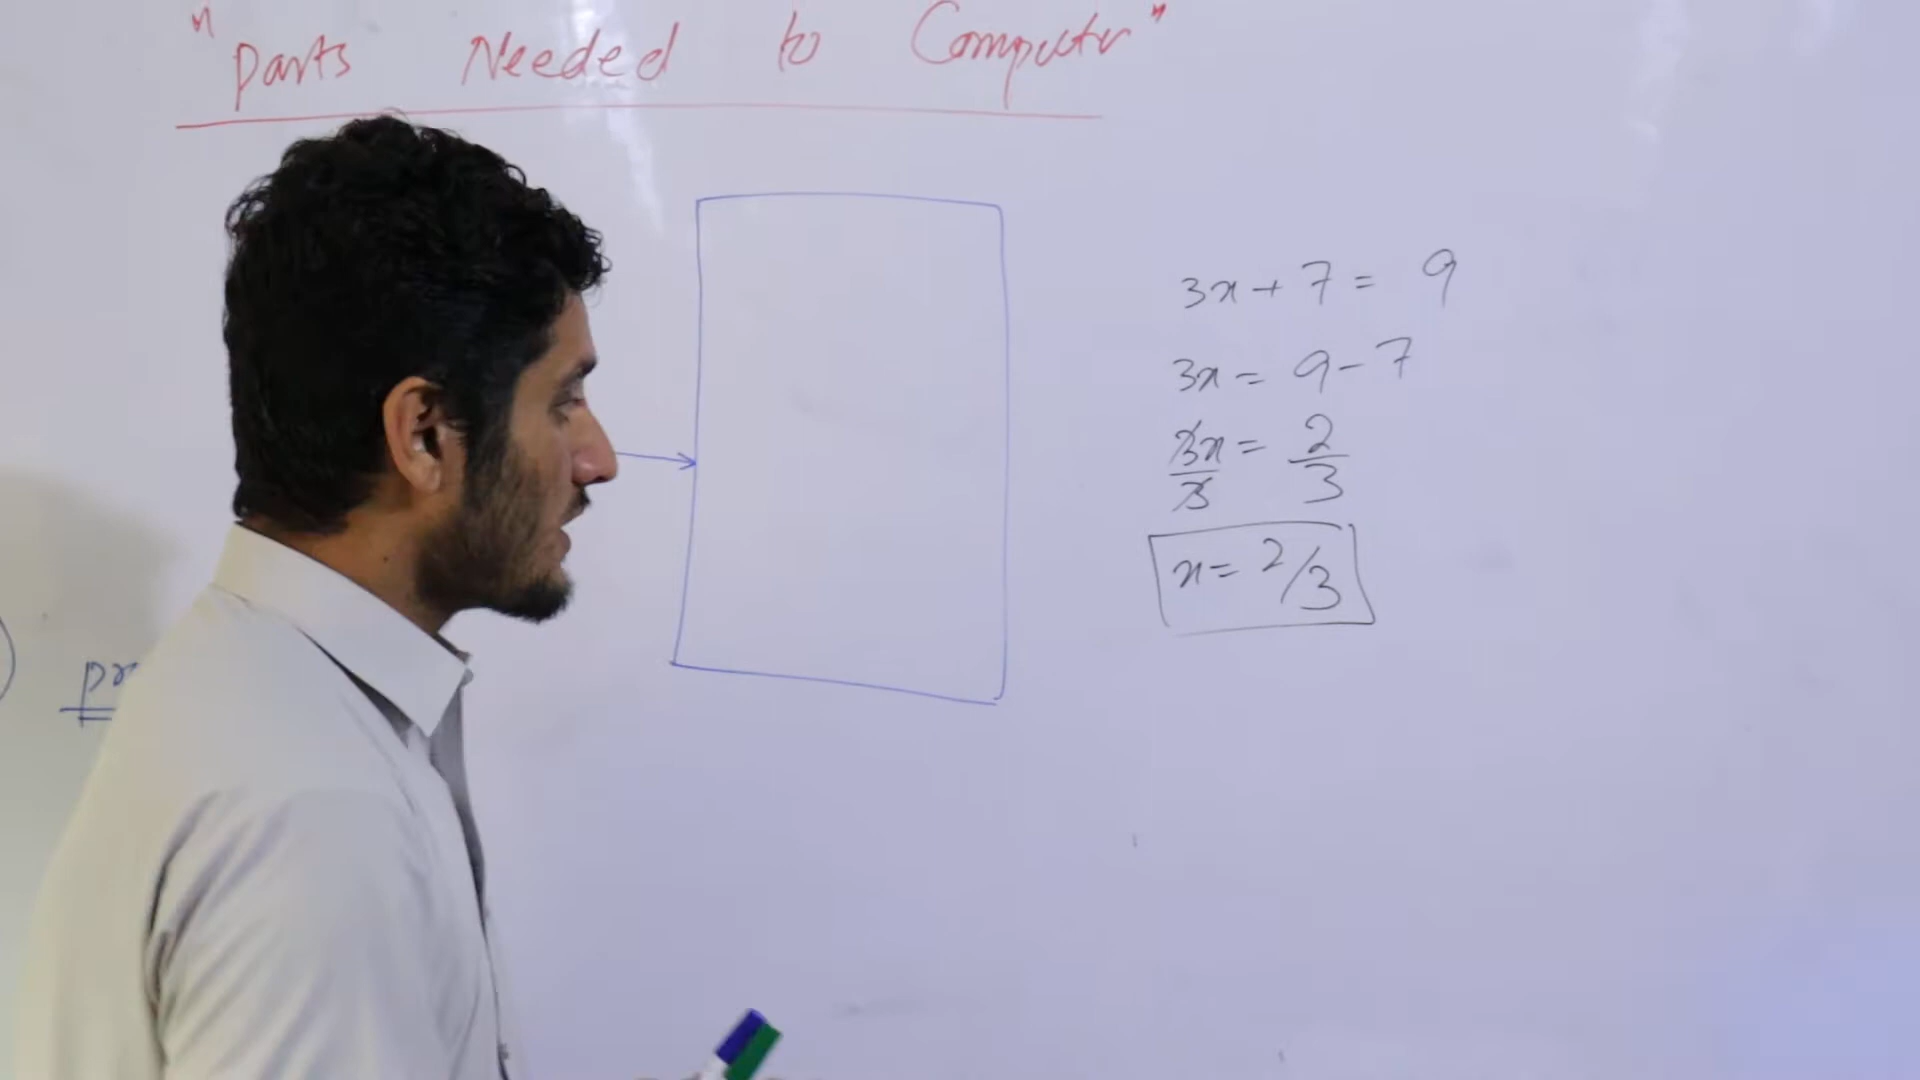 "Parts Needed to Computer"
3x + 7 = 9
3x = 9 - 7
3x/3 = 2/3
x = 2/3